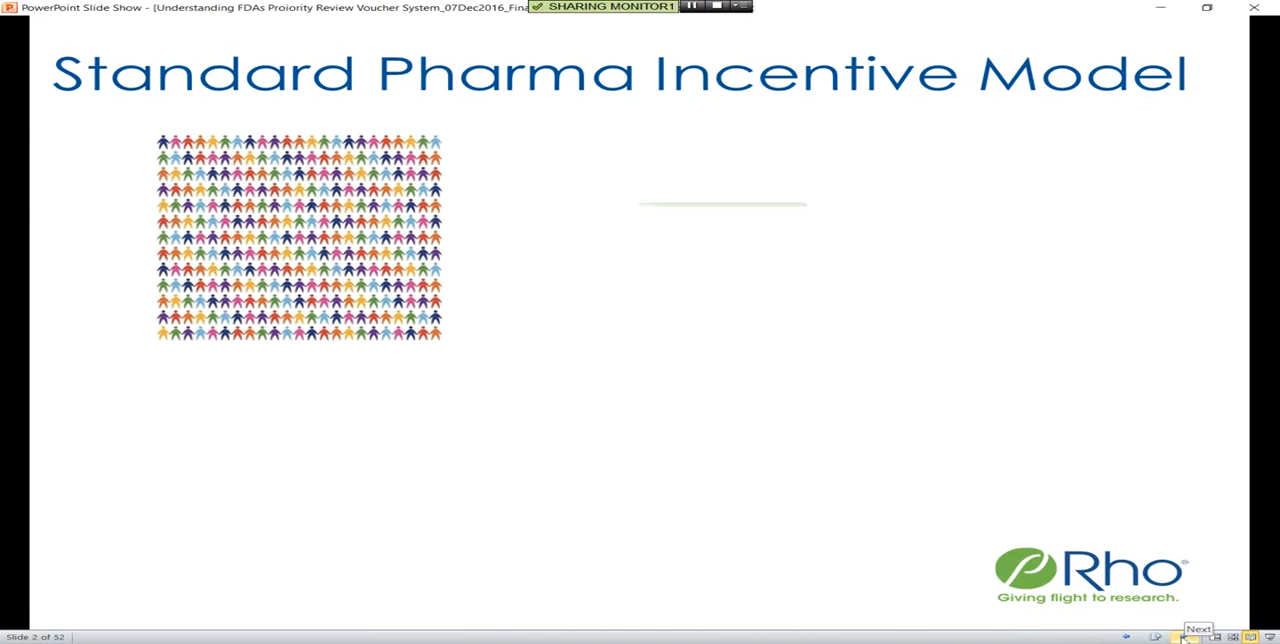 PowerPoint Slide Show - [Understanding FDAs Proiority Review Voucher System_07Dec2016_Fina
SHARING MONITOR1
Standard Pharma Incentive Model
Rho®
Giving flight to research.
Next
Slide 2 of 52